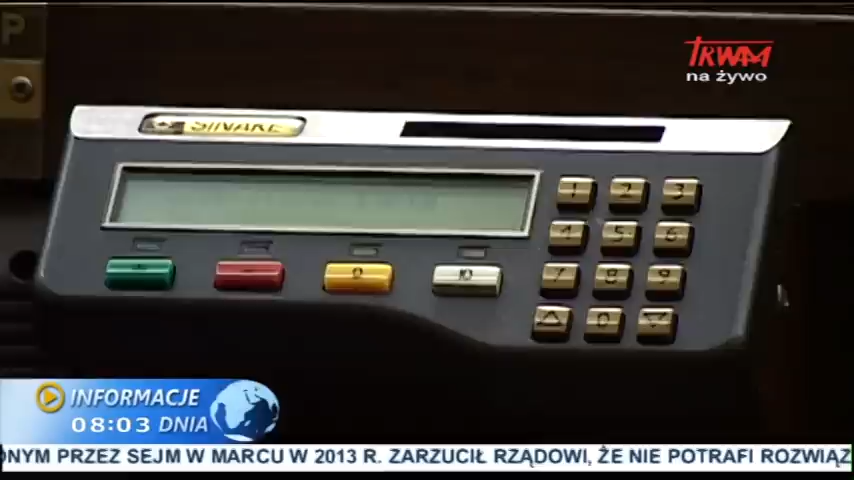 P
TRWAM
na żywo
1 2 3
4 5 6
7 8 9
0
10
INFORMACJE
08:03 DNIA
ONYM PRZEZ SEJM W MARCU W 2013 R. ZARZUCIŁ RZĄDOWI, ŻE NIE POTRAFI ROZWIĄZ